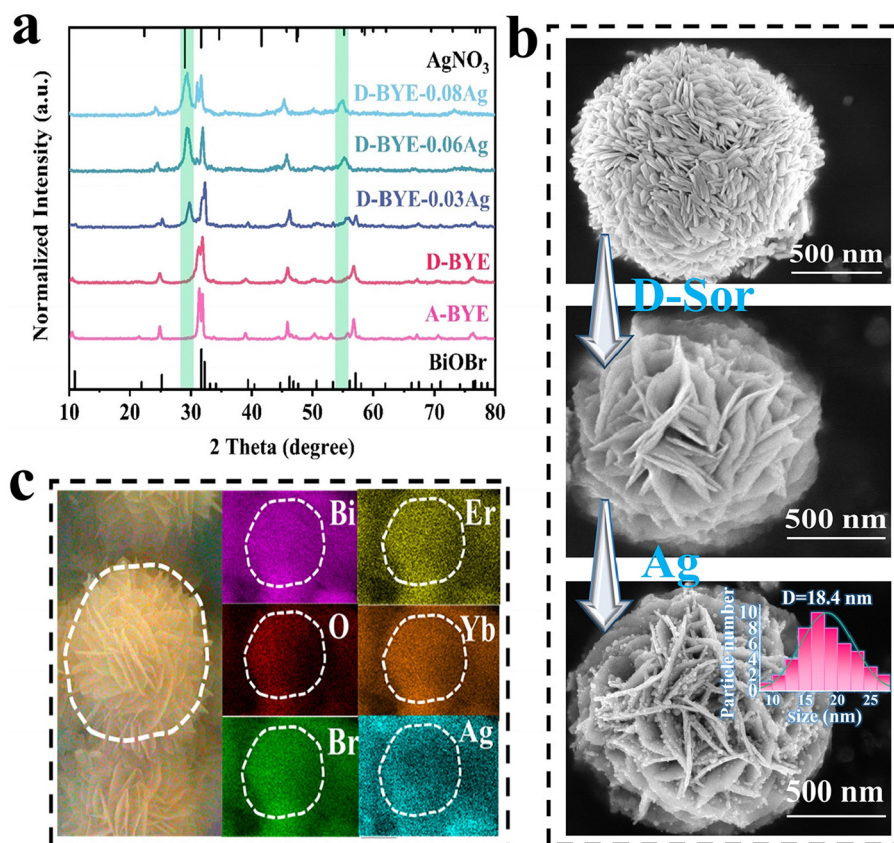 a
Normalized Intensity (a.u.)
AgNO3
D-BYE-0.08Ag
D-BYE-0.06Ag
D-BYE-0.03Ag
D-BYE
A-BYE
BiOBr
10 20 30 40 50 60 70 80
2 Theta (degree)
b
500 nm
D-Sor
500 nm
Ag
D=18.4 nm
Particle number
10
8
6
4
2
0
10 15 20 25
size (nm)
500 nm
c
Bi
Er
O
Yb
Br
Ag